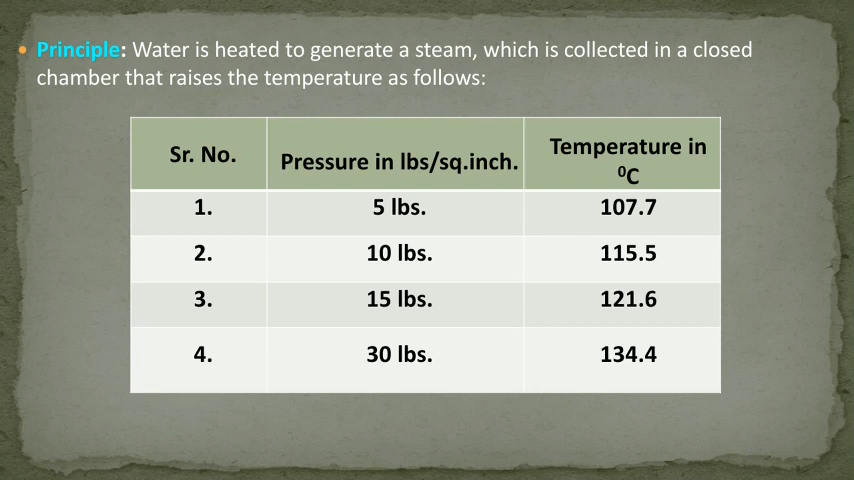 • Principle: Water is heated to generate a steam, which is collected in a closed
chamber that raises the temperature as follows:
Sr. No. Pressure in lbs/sq.inch. Temperature in
⁰C
1. 5 lbs. 107.7
2. 10 lbs. 115.5
3. 15 lbs. 121.6
4. 30 lbs. 134.4